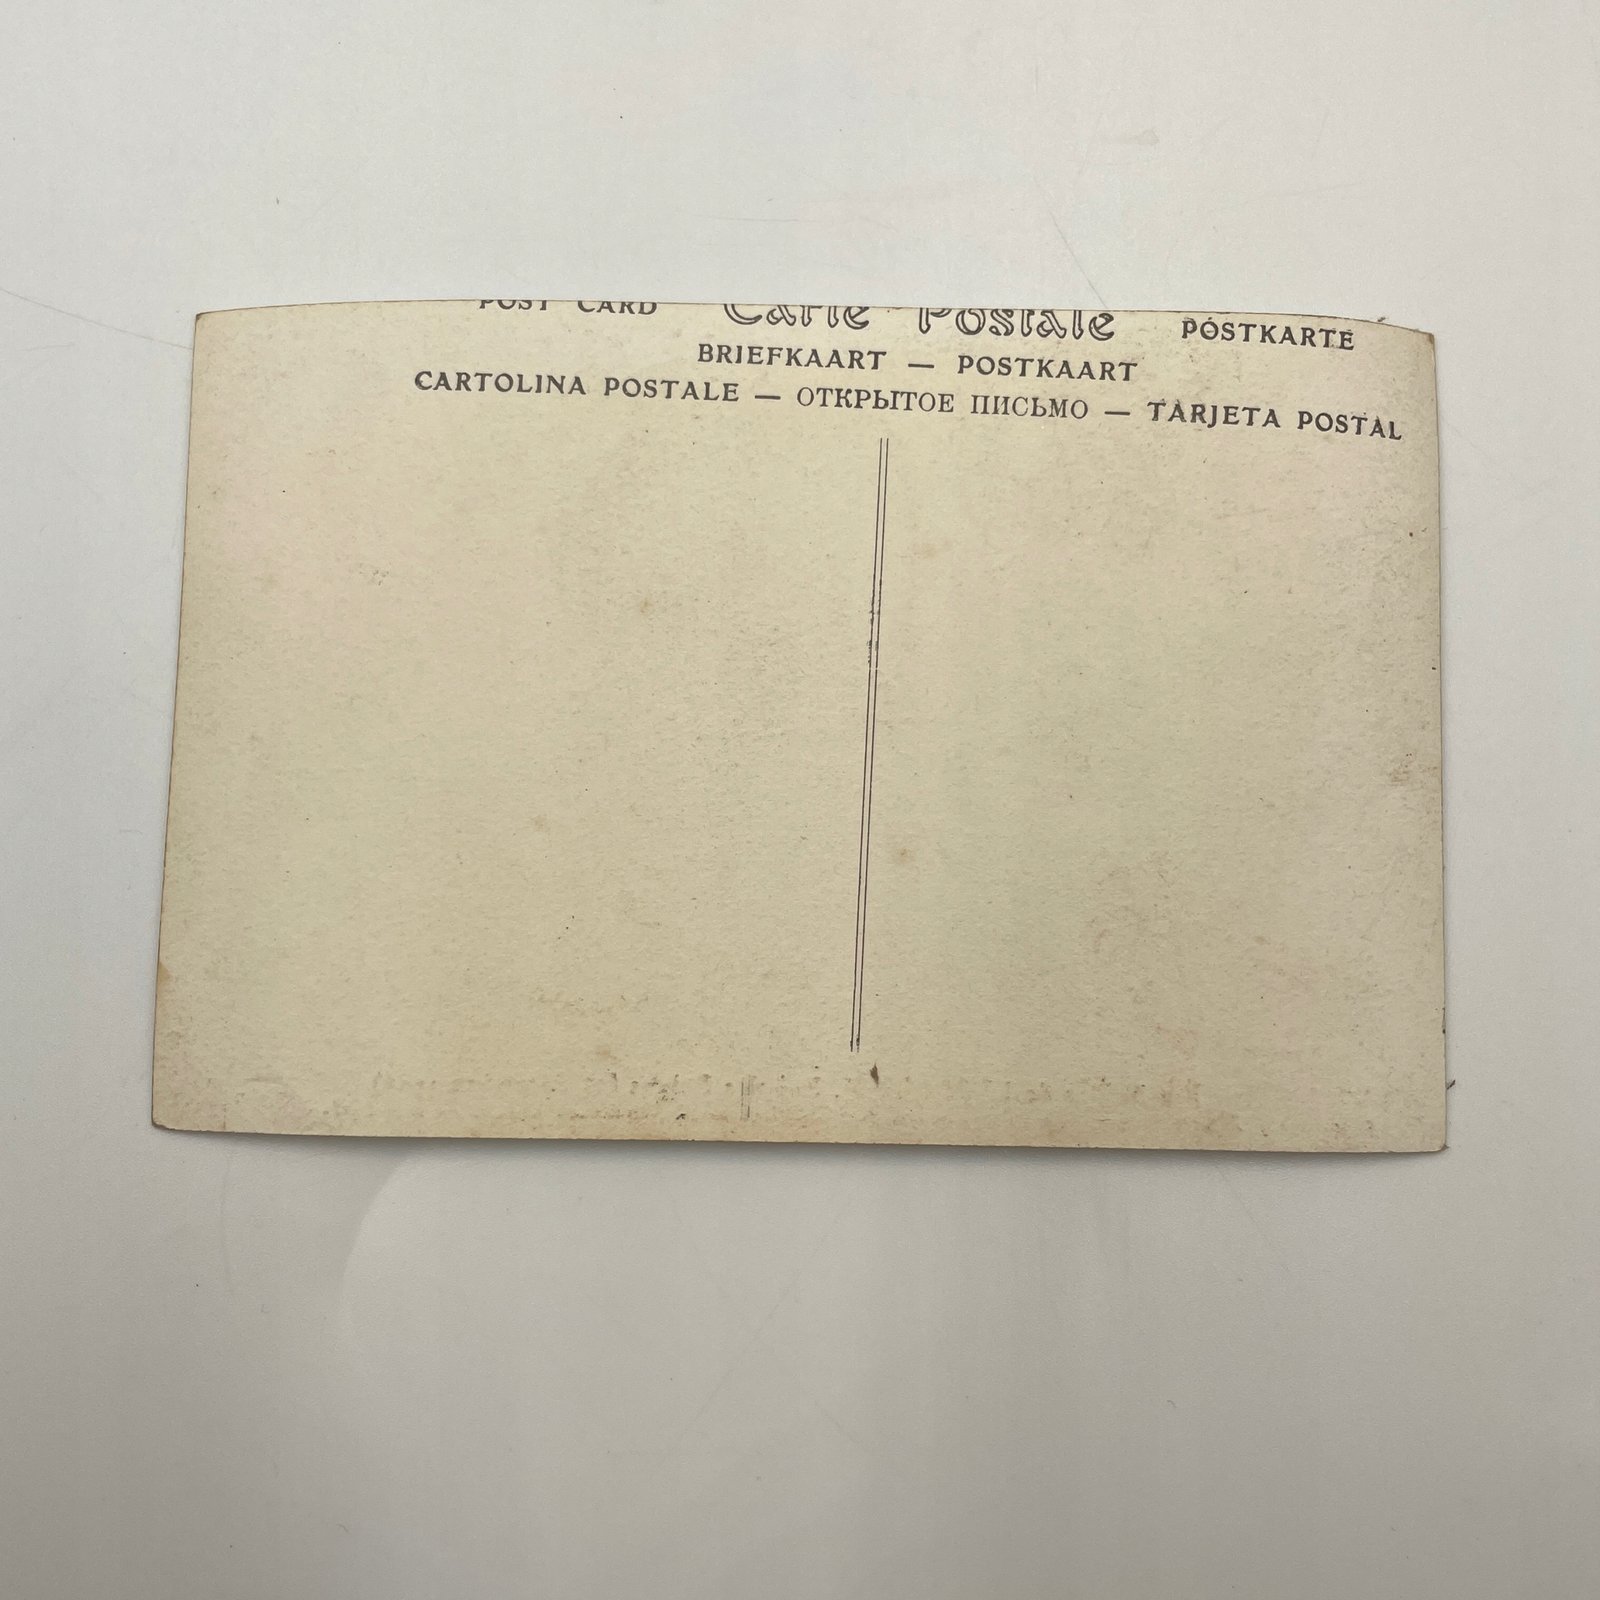 POST CARD Carte Postale POSTKARTE
BRIEFKAART — POSTKAART
CARTOLINA POSTALE — ОТКРЫТОЕ ПИСЬМО — TARJETA POSTAL